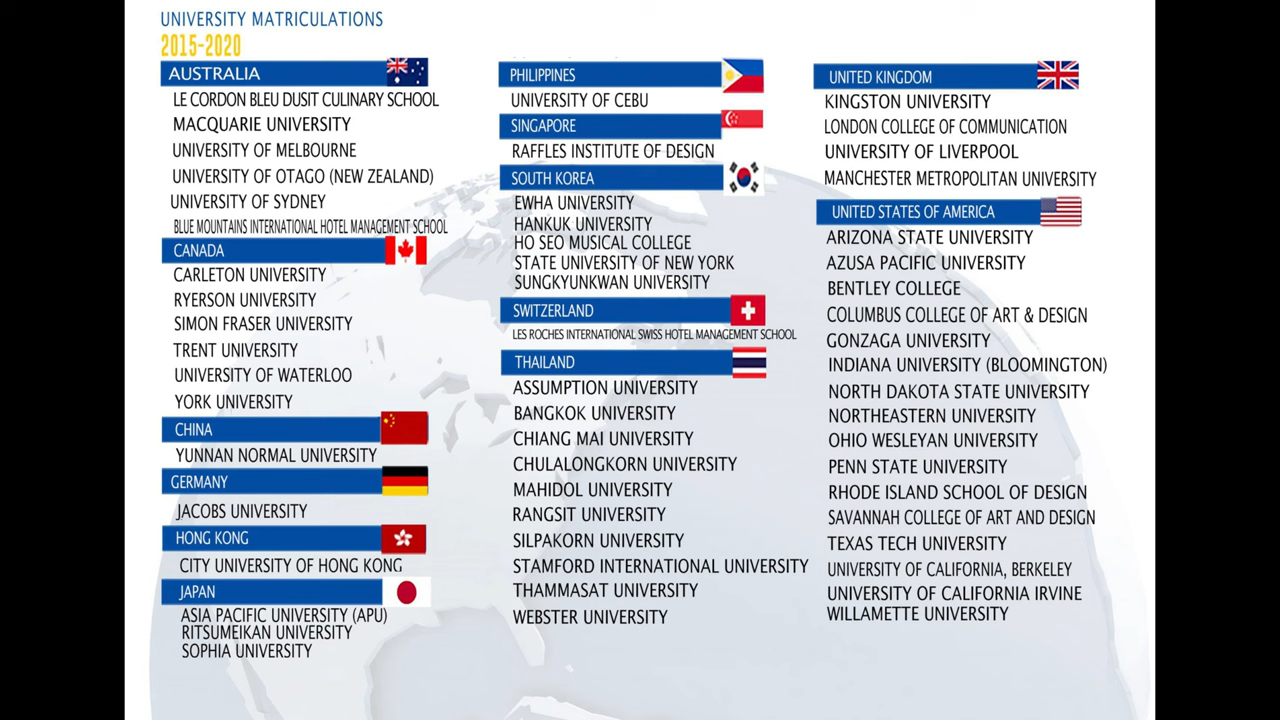 UNIVERSITY MATRICULATIONS
2015-2020
AUSTRALIA
LE CORDON BLEU DUSIT CULINARY SCHOOL
MACQUARIE UNIVERSITY
UNIVERSITY OF MELBOURNE
UNIVERSITY OF OTAGO (NEW ZEALAND)
UNIVERSITY OF SYDNEY
BLUE MOUNTAINS INTERNATIONAL HOTEL MANAGEMENT SCHOOL
CANADA
CARLETON UNIVERSITY
RYERSON UNIVERSITY
SIMON FRASER UNIVERSITY
TRENT UNIVERSITY
UNIVERSITY OF WATERLOO
YORK UNIVERSITY
CHINA
YUNNAN NORMAL UNIVERSITY
GERMANY
JACOBS UNIVERSITY
HONG KONG
CITY UNIVERSITY OF HONG KONG
JAPAN
ASIA PACIFIC UNIVERSITY (APU)
RITSUMEIKAN UNIVERSITY
SOPHIA UNIVERSITY
PHILIPPINES
UNIVERSITY OF CEBU
SINGAPORE
RAFFLES INSTITUTE OF DESIGN
SOUTH KOREA
EWHA UNIVERSITY
HANKUK UNIVERSITY
HO SEO MUSICAL COLLEGE
STATE UNIVERSITY OF NEW YORK
SUNGKYUNKWAN UNIVERSITY
SWITZERLAND
LES ROCHES INTERNATIONAL SWISS HOTEL MANAGEMENT SCHOOL
THAILAND
ASSUMPTION UNIVERSITY
BANGKOK UNIVERSITY
CHIANG MAI UNIVERSITY
CHULALONGKORN UNIVERSITY
MAHIDOL UNIVERSITY
RANGSIT UNIVERSITY
SILPAKORN UNIVERSITY
STAMFORD INTERNATIONAL UNIVERSITY
THAMMASAT UNIVERSITY
WEBSTER UNIVERSITY
UNITED KINGDOM
KINGSTON UNIVERSITY
LONDON COLLEGE OF COMMUNICATION
UNIVERSITY OF LIVERPOOL
MANCHESTER METROPOLITAN UNIVERSITY
UNITED STATES OF AMERICA
ARIZONA STATE UNIVERSITY
AZUSA PACIFIC UNIVERSITY
BENTLEY COLLEGE
COLUMBUS COLLEGE OF ART & DESIGN
GONZAGA UNIVERSITY
INDIANA UNIVERSITY (BLOOMINGTON)
NORTH DAKOTA STATE UNIVERSITY
NORTHEASTERN UNIVERSITY
OHIO WESLEYAN UNIVERSITY
PENN STATE UNIVERSITY
RHODE ISLAND SCHOOL OF DESIGN
SAVANNAH COLLEGE OF ART AND DESIGN
TEXAS TECH UNIVERSITY
UNIVERSITY OF CALIFORNIA, BERKELEY
UNIVERSITY OF CALIFORNIA IRVINE
WILLAMETTE UNIVERSITY